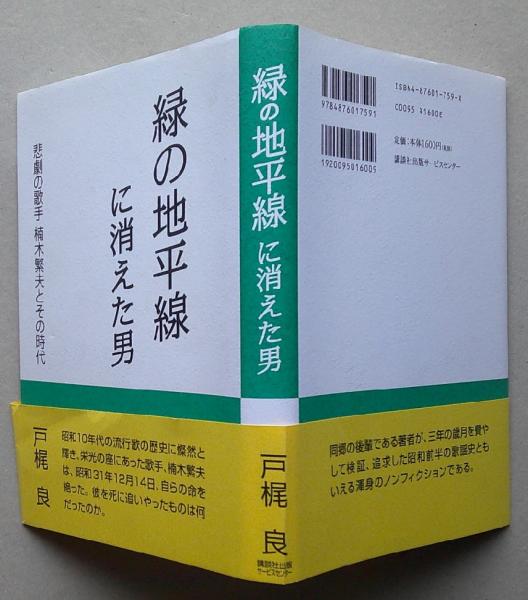 緑の地平線
に消えた男
悲劇の歌手 楠木繁夫とその時代
昭和10年代の流行歌の歴史に燦然と
輝き、栄光の座にあった歌手、楠木繁夫
は、昭和31年12月14日、自らの命を
絶った。彼を死に追いやったものは何
だったのか。
戸梶 良
緑の地平線に消えた男
戸梶 良
講談社出版
サービスセンター
ISBN4-87601-759-8
C0095 ¥1600E
定価:本体1,600円(税別)
講談社出版サービスセンター
9784876017591
1920095016005
同郷の後輩である著者が、三年の歳月を費や
して検証、追求した昭和前半の歌謡史とも
いえる渾身のノンフィクションである。